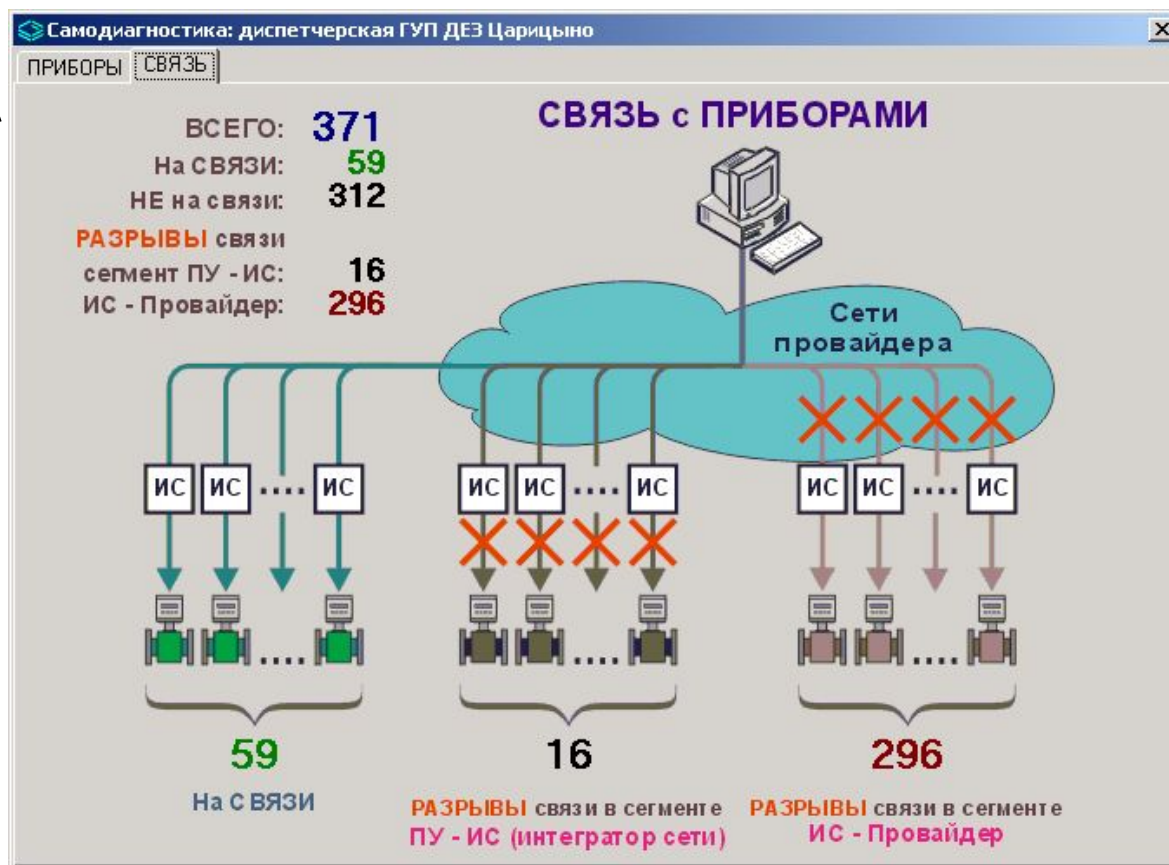 Самодиагностика: диспетчерская ГУП ДЕЗ Царицыно
ПРИБОРЫ СВЯЗЬ
СВЯЗЬ с ПРИБОРАМИ
ВСЕГО: 371
На СВЯЗИ: 59
НЕ на связи: 312
РАЗРЫВЫ связи
сегмент ПУ - ИС: 16
ИС - Провайдер: 296
Сети
провайдера
ИС ИС .... ИС ИС ИС .... ИС ИС ИС .... ИС
.... .... ....
59 16 296
На СВЯЗИ
РАЗРЫВЫ связи в сегменте
ПУ - ИС (интегратор сети)
РАЗРЫВЫ связи в сегменте
ИС - Провайдер